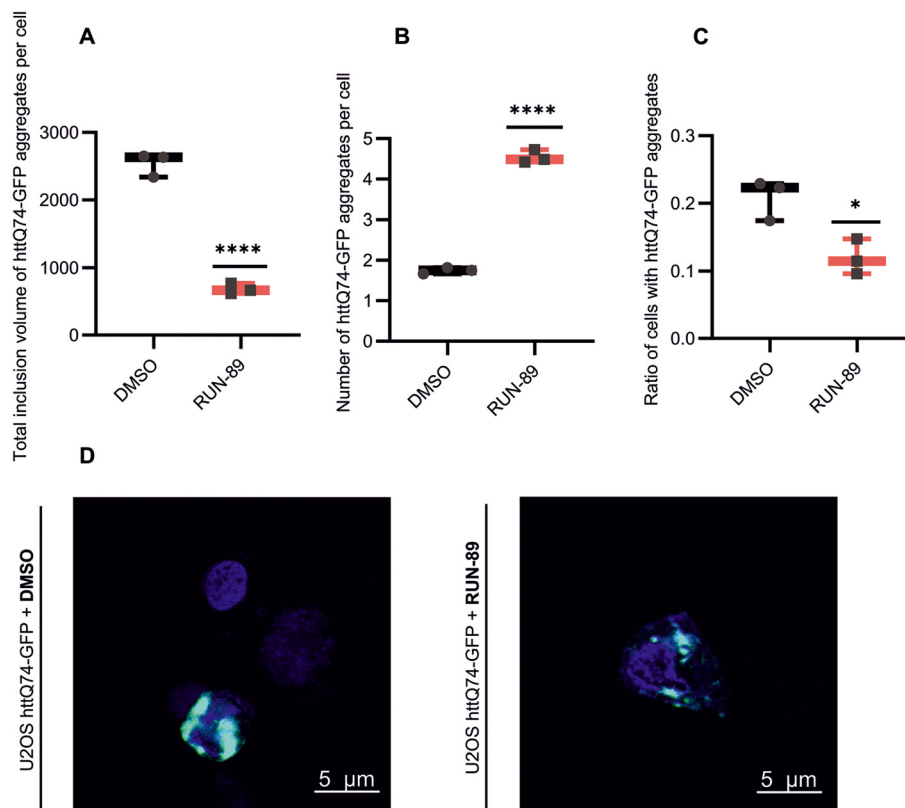 A
Total inclusion volume of httQ74-GFP aggregates per cell
3000
2000
1000
0
****
DMSO
RUN-89
B
Number of httQ74-GFP aggregates per cell
5
4
3
2
1
0
****
DMSO
RUN-89
C
Ratio of cells with httQ74-GFP aggregates
0.3
0.2
0.1
0.0
*
DMSO
RUN-89
D
U2OS httQ74-GFP + DMSO
5 µm
U2OS httQ74-GFP + RUN-89
5 µm